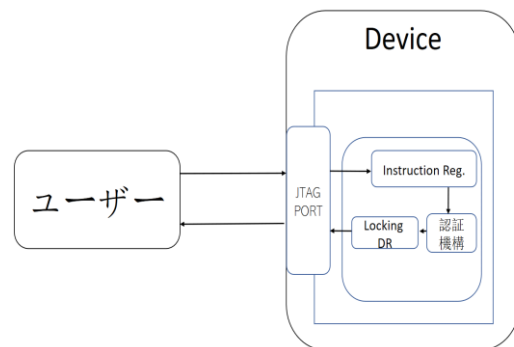 Device
ユーザー
JTAG
PORT
Instruction Reg.
Locking
DR
認証
機構